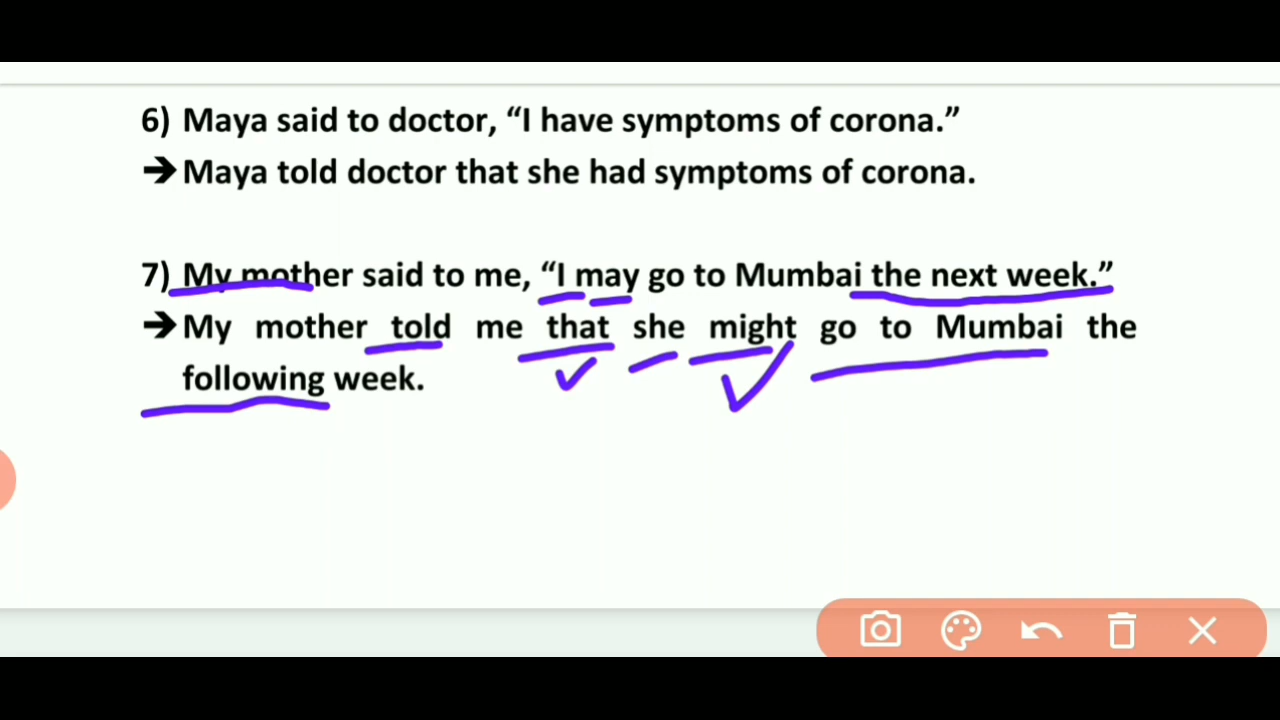 6) Maya said to doctor, “I have symptoms of corona.”
➔ Maya told doctor that she had symptoms of corona.
7) My mother said to me, “I may go to Mumbai the next week.”
➔ My mother told me that she might go to Mumbai the
following week.